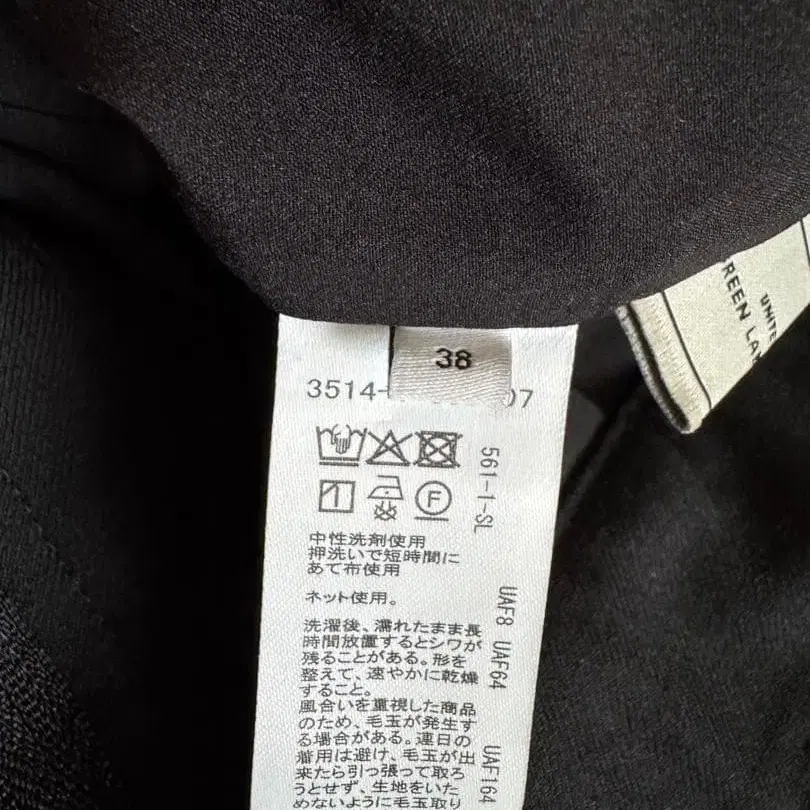 38
3514-
07
F
561-1-SL
中性洗剤使用
押洗いで短時間に
あて布使用
ネット使用。
洗濯後、濡れたまま長
時間放置するとシワが
残ることがある。形を
整えて、速やかに乾燥
すること。
風合いを重視した商品
のため、毛玉が発生す
る場合がある。連日の
着用は避け、毛玉が出
来たら引っ張って取ろ
うとせず、生地をいた
めないように毛玉取り
UAF8 UAF64 UAF164
UNITE
REEN LA